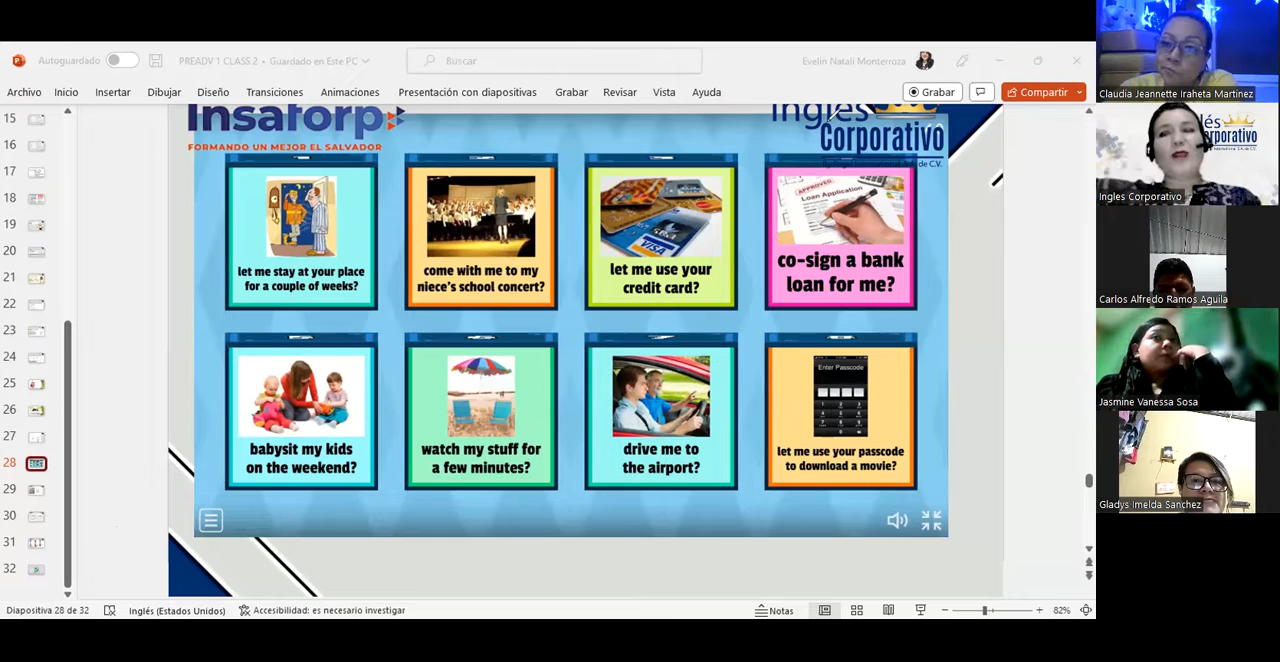 Autoguardado
PREADV 1 CLASS 2 • Guardado en Este PC
Buscar
Evelin Natali Monterroza
Archivo Inicio Insertar Dibujar Diseño Transiciones Animaciones Presentación con diapositivas Grabar Revisar Vista Ayuda
Grabar
Compartir
15
16
17
18
19
20
21
22
23
24
25
26
27
28
29
30
31
32
Insaforp
FORMANDO UN MEJOR EL SALVADOR
Inglés
Corporativo
de C.V.
let me stay at your place
for a couple of weeks?
come with me to my
niece's school concert?
VISA
let me use your
credit card?
APPROVED
Loan Application
co-sign a bank
loan for me?
babysit my kids
on the weekend?
watch my stuff for
a few minutes?
drive me to
the airport?
Enter Passcode
let me use your passcode
to download a movie?
Diapositiva 28 de 32
Inglés (Estados Unidos)
Accesibilidad: es necesario investigar
Notas
82%
Claudia Jeannette Iraheta Martinez
lés
orporativo
Ingles Corporativo
Carlos Alfredo Ramos Aguila
Jasmine Vanessa Sosa
Gladys Imelda Sanchez